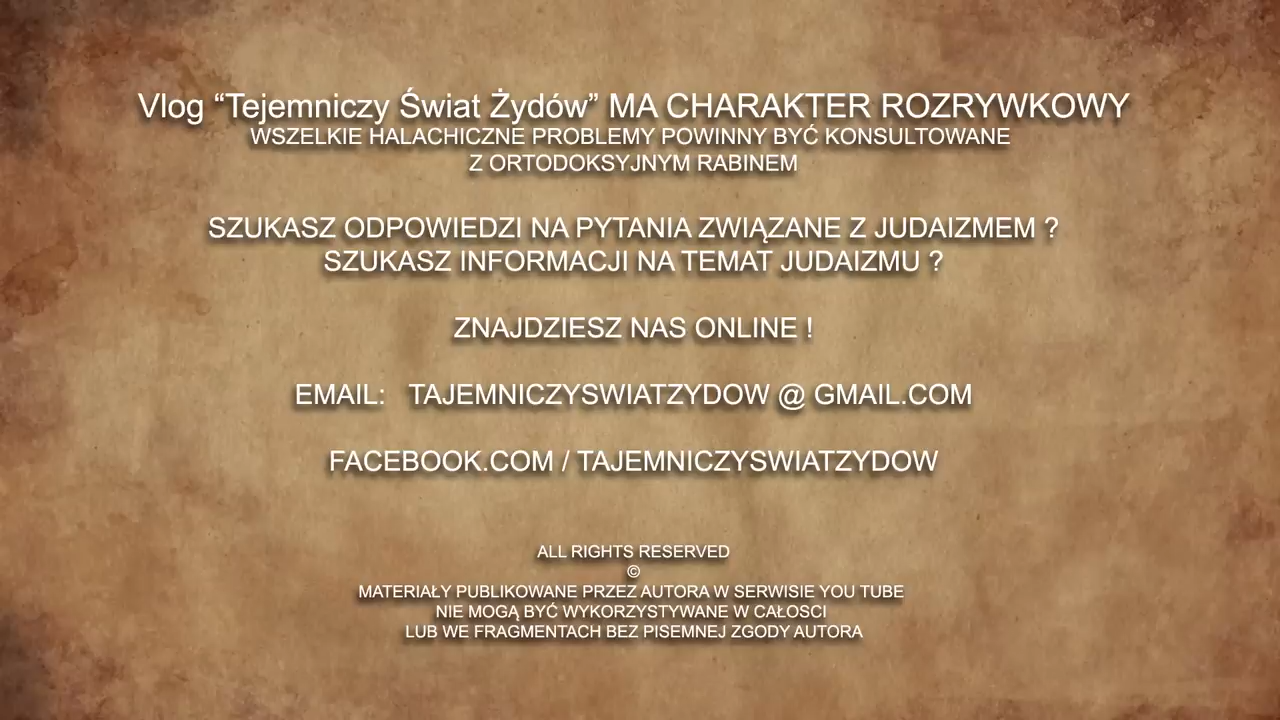 Vlog “Tejemniczy Świat Żydów” MA CHARAKTER ROZRYWKOWY
WSZELKIE HALACHICZNE PROBLEMY POWINNY BYĆ KONSULTOWANE
Z ORTODOKSYJNYM RABINEM
SZUKASZ ODPOWIEDZI NA PYTANIA ZWIĄZANE Z JUDAIZMEM ?
SZUKASZ INFORMACJI NA TEMAT JUDAIZMU ?
ZNAJDZIESZ NAS ONLINE !
EMAIL: TAJEMNICZYSWIATZYDOW @ GMAIL.COM
FACEBOOK.COM / TAJEMNICZYSWIATZYDOW
ALL RIGHTS RESERVED
©
MATERIAŁY PUBLIKOWANE PRZEZ AUTORA W SERWISIE YOU TUBE
NIE MOGĄ BYĆ WYKORZYSTYWANE W CAŁOSCI
LUB WE FRAGMENTACH BEZ PISEMNEJ ZGODY AUTORA